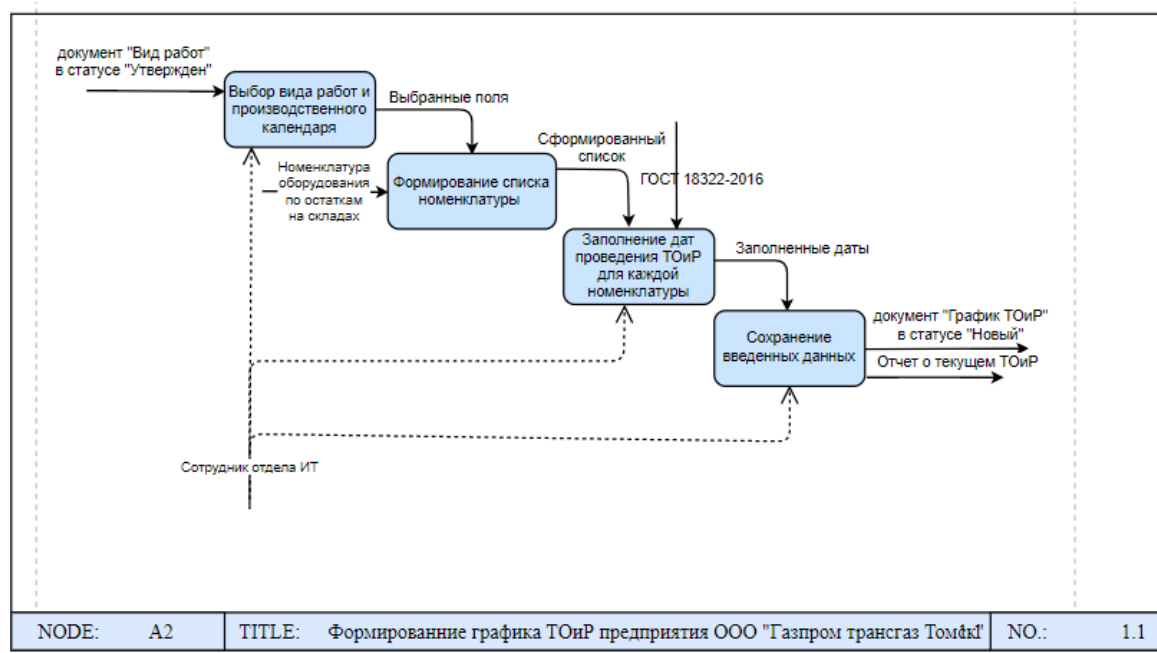 документ "Вид работ"
в статусе "Утвержден"
Выбор вида работ и
производственного
календаря
Выбранные поля
Номенклатура
оборудования
по остаткам
на складах
Формирование списка
номенклатуры
Сформированный
список
ГОСТ 18322-2016
Заполнение дат
проведения ТОиР
для каждой
номенклатуры
Заполненные даты
Сохранение
введенных данных
документ "График ТОиР"
в статусе "Новый"
Отчет о текущем ТОиР
Сотрудник отдела ИТ
NODE: A2
TITLE: Формированние графика ТОиР предприятия ООО "Газпром трансгаз
NO.: 1.1